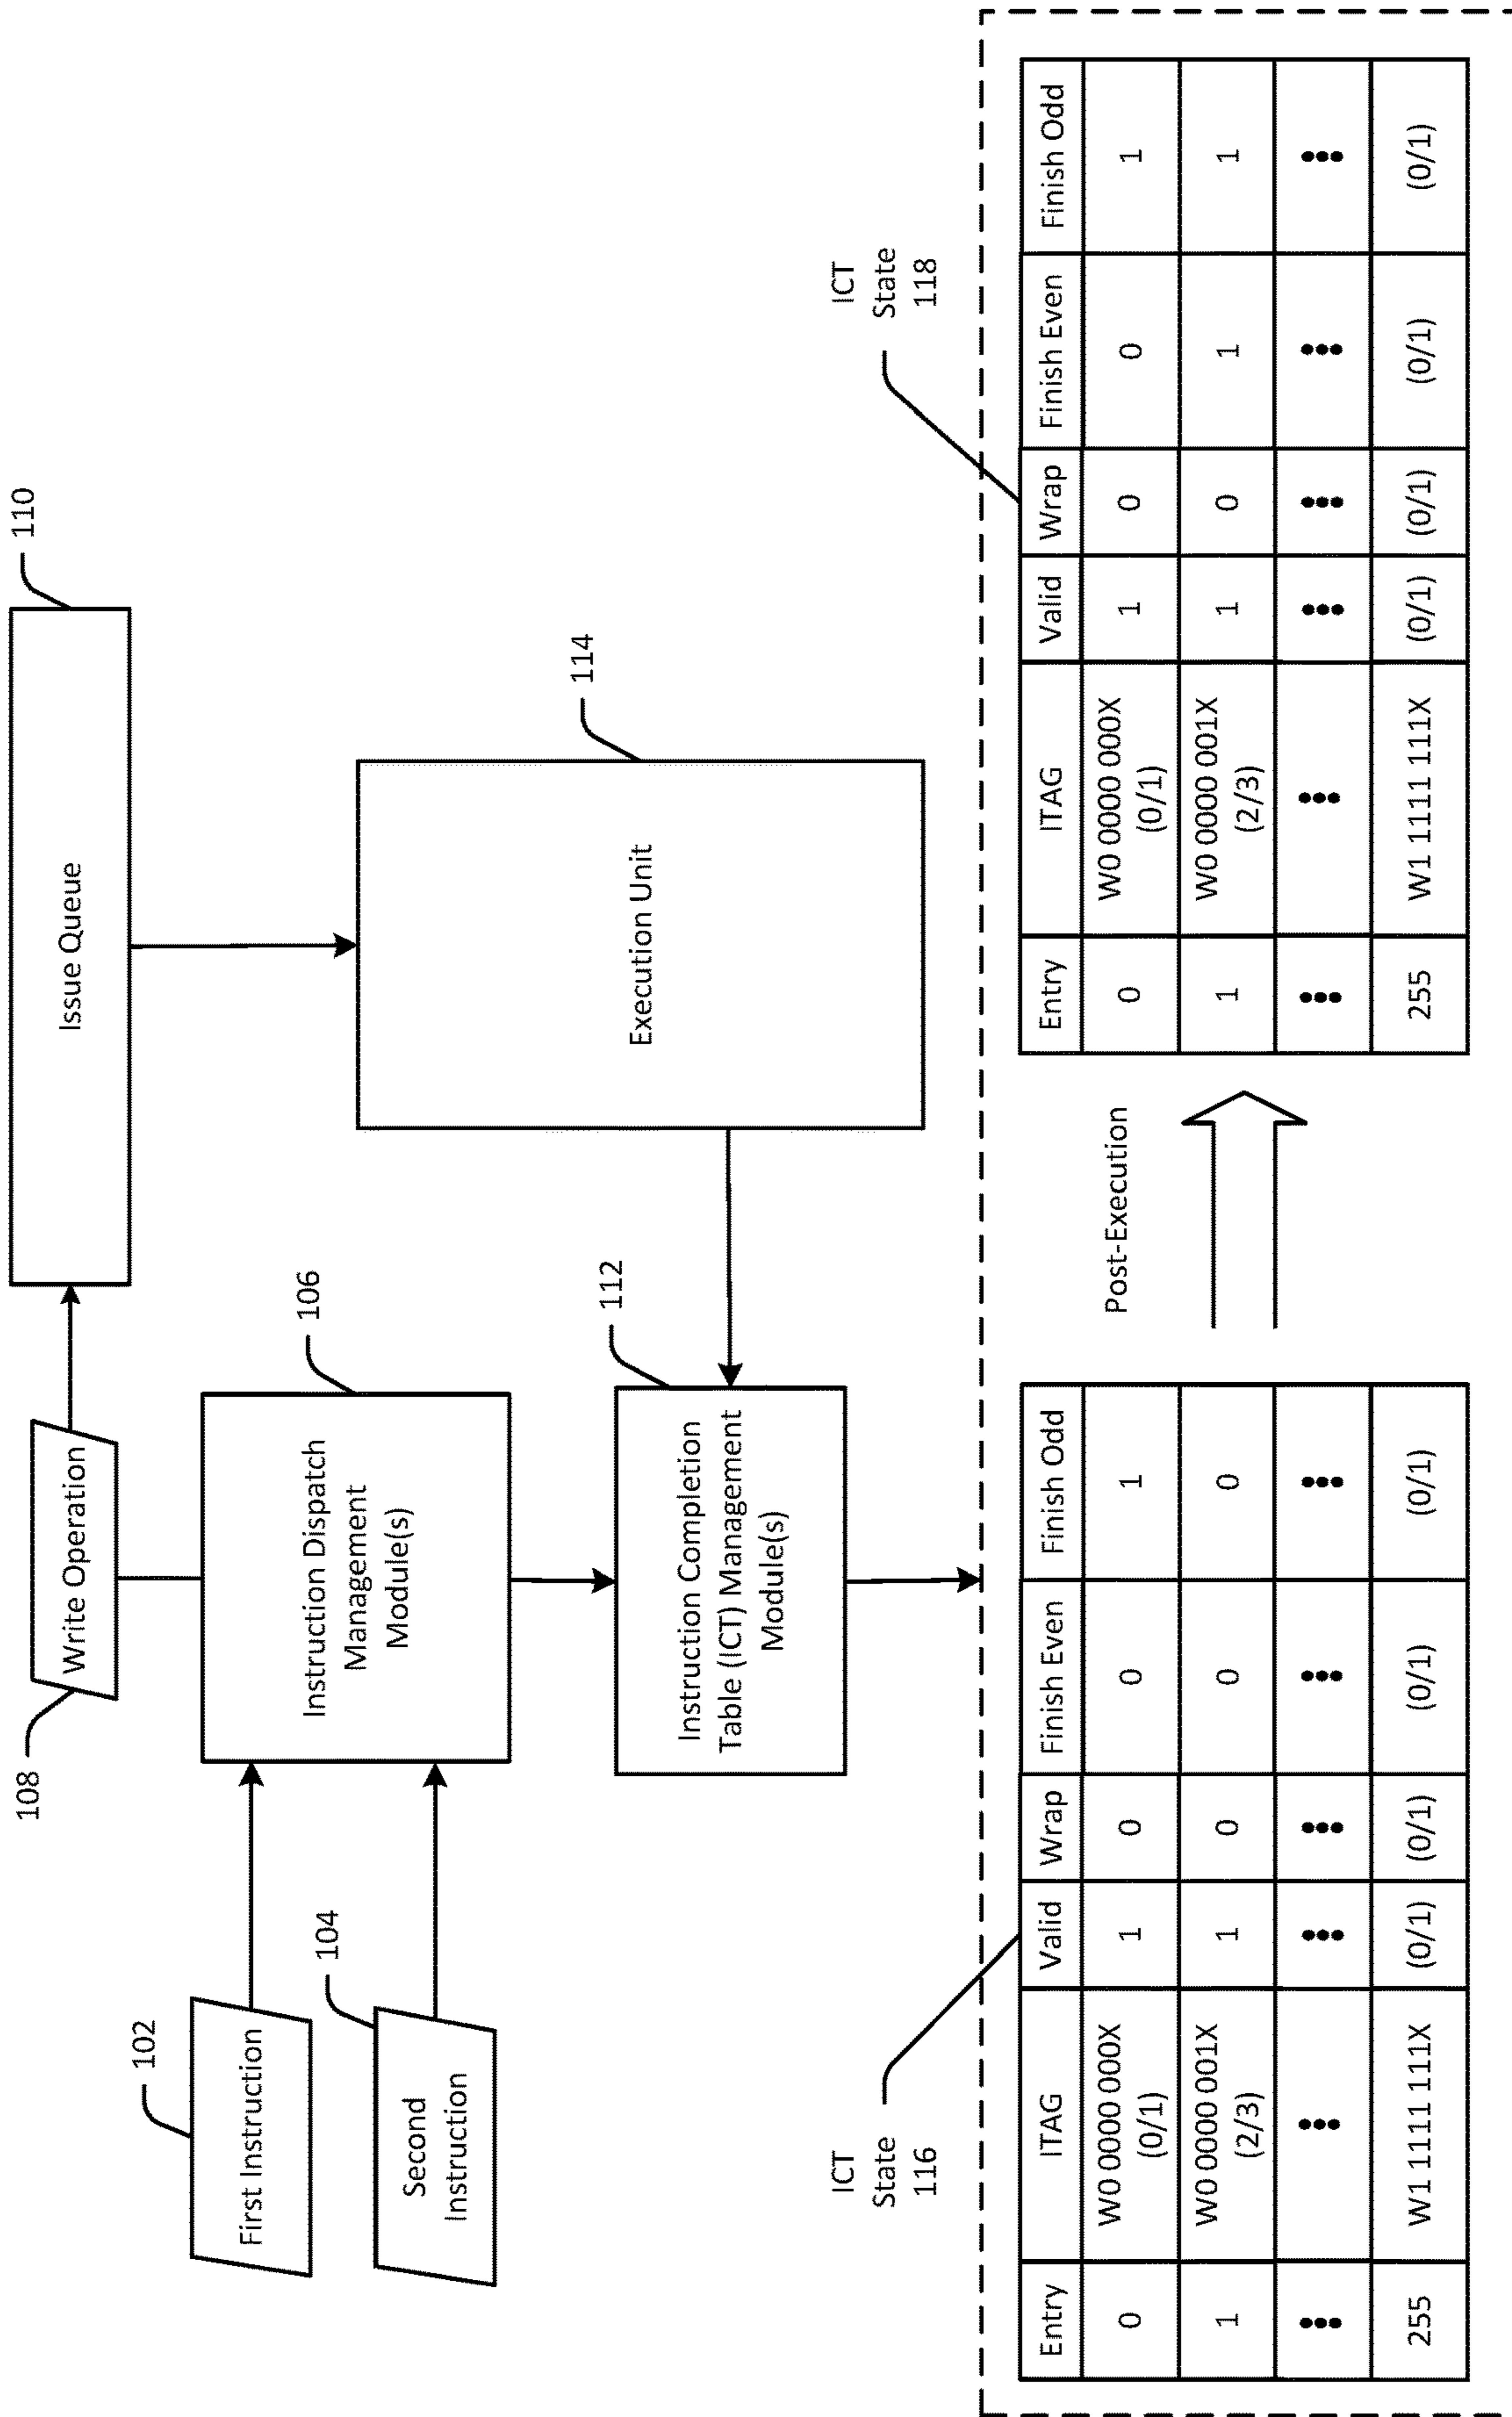 110
108
Write Operation
Issue Queue
102
First Instruction
106
Instruction Dispatch
Management
Module(s)
104
Second
Instruction
114
Execution Unit
112
Instruction Completion
Table (ICT) Management
Module(s)
ICT
State
116
ICT
State
118
Entry ITAG Valid Wrap Finish Even Finish Odd
0 W0 0000 000X (0/1) 1 0 0 1
1 W0 0000 001X (2/3) 1 0 0 0
••• ••• ••• ••• ••• •••
255 W1 1111 111X (0/1) (0/1) (0/1) (0/1)
Post-Execution
Entry ITAG Valid Wrap Finish Even Finish Odd
0 W0 0000 000X (0/1) 1 0 0 1
1 W0 0000 001X (2/3) 1 0 1 1
••• ••• ••• ••• ••• •••
255 W1 1111 111X (0/1) (0/1) (0/1) (0/1)